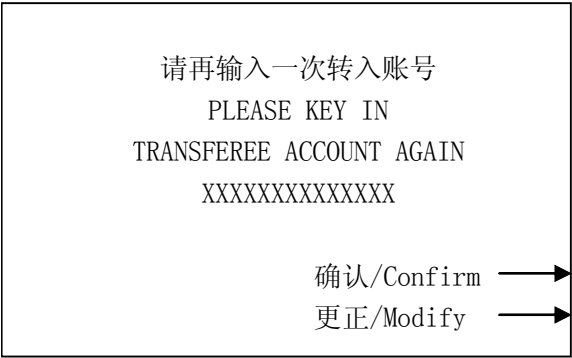 请再输入一次转入账号
PLEASE KEY IN
TRANSFEREE ACCOUNT AGAIN
XXXXXXXXXXXXXX
确认/Confirm
更正/Modify